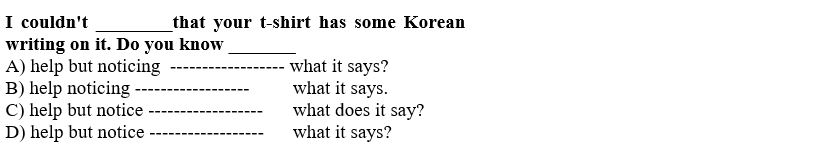 I couldn't ________that your t-shirt has some Korean
writing on it. Do you know _______
A) help but noticing ------------------ what it says?
B) help noticing ------------------ what it says.
C) help but notice ------------------ what does it say?
D) help but notice ------------------ what it says?